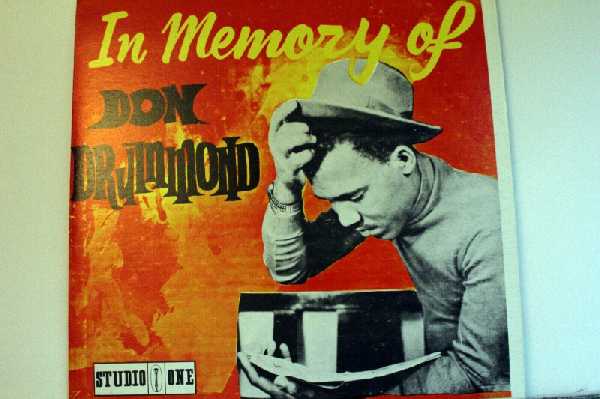 In Memory of
DON
DRUMMOND
STUDIO ONE